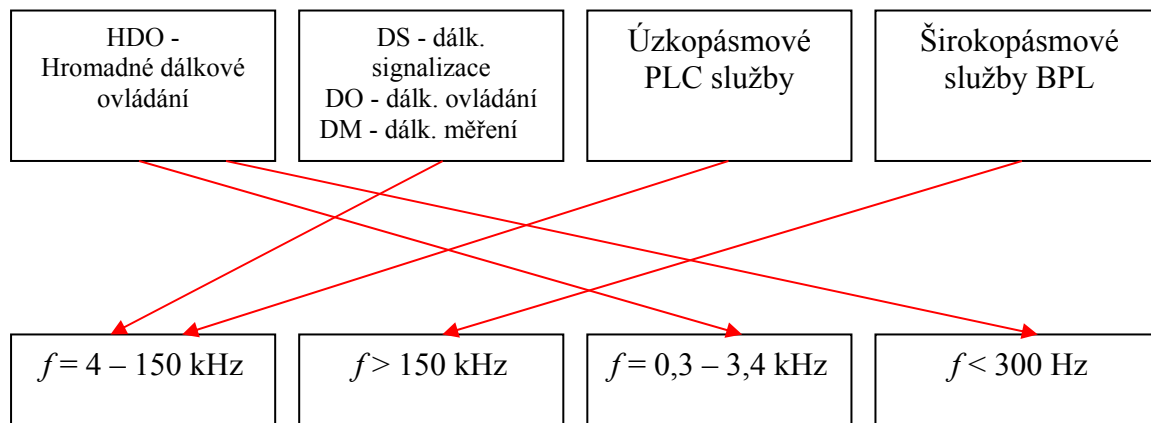 HDO -
Hromadné dálkové
ovládání
DS - dálk.
signalizace
DO - dálk. ovládání
DM - dálk. měření
Úzkopásmové
PLC služby
Širokopásmové
služby BPL
f = 4 – 150 kHz
f > 150 kHz
f = 0,3 – 3,4 kHz
f < 300 Hz